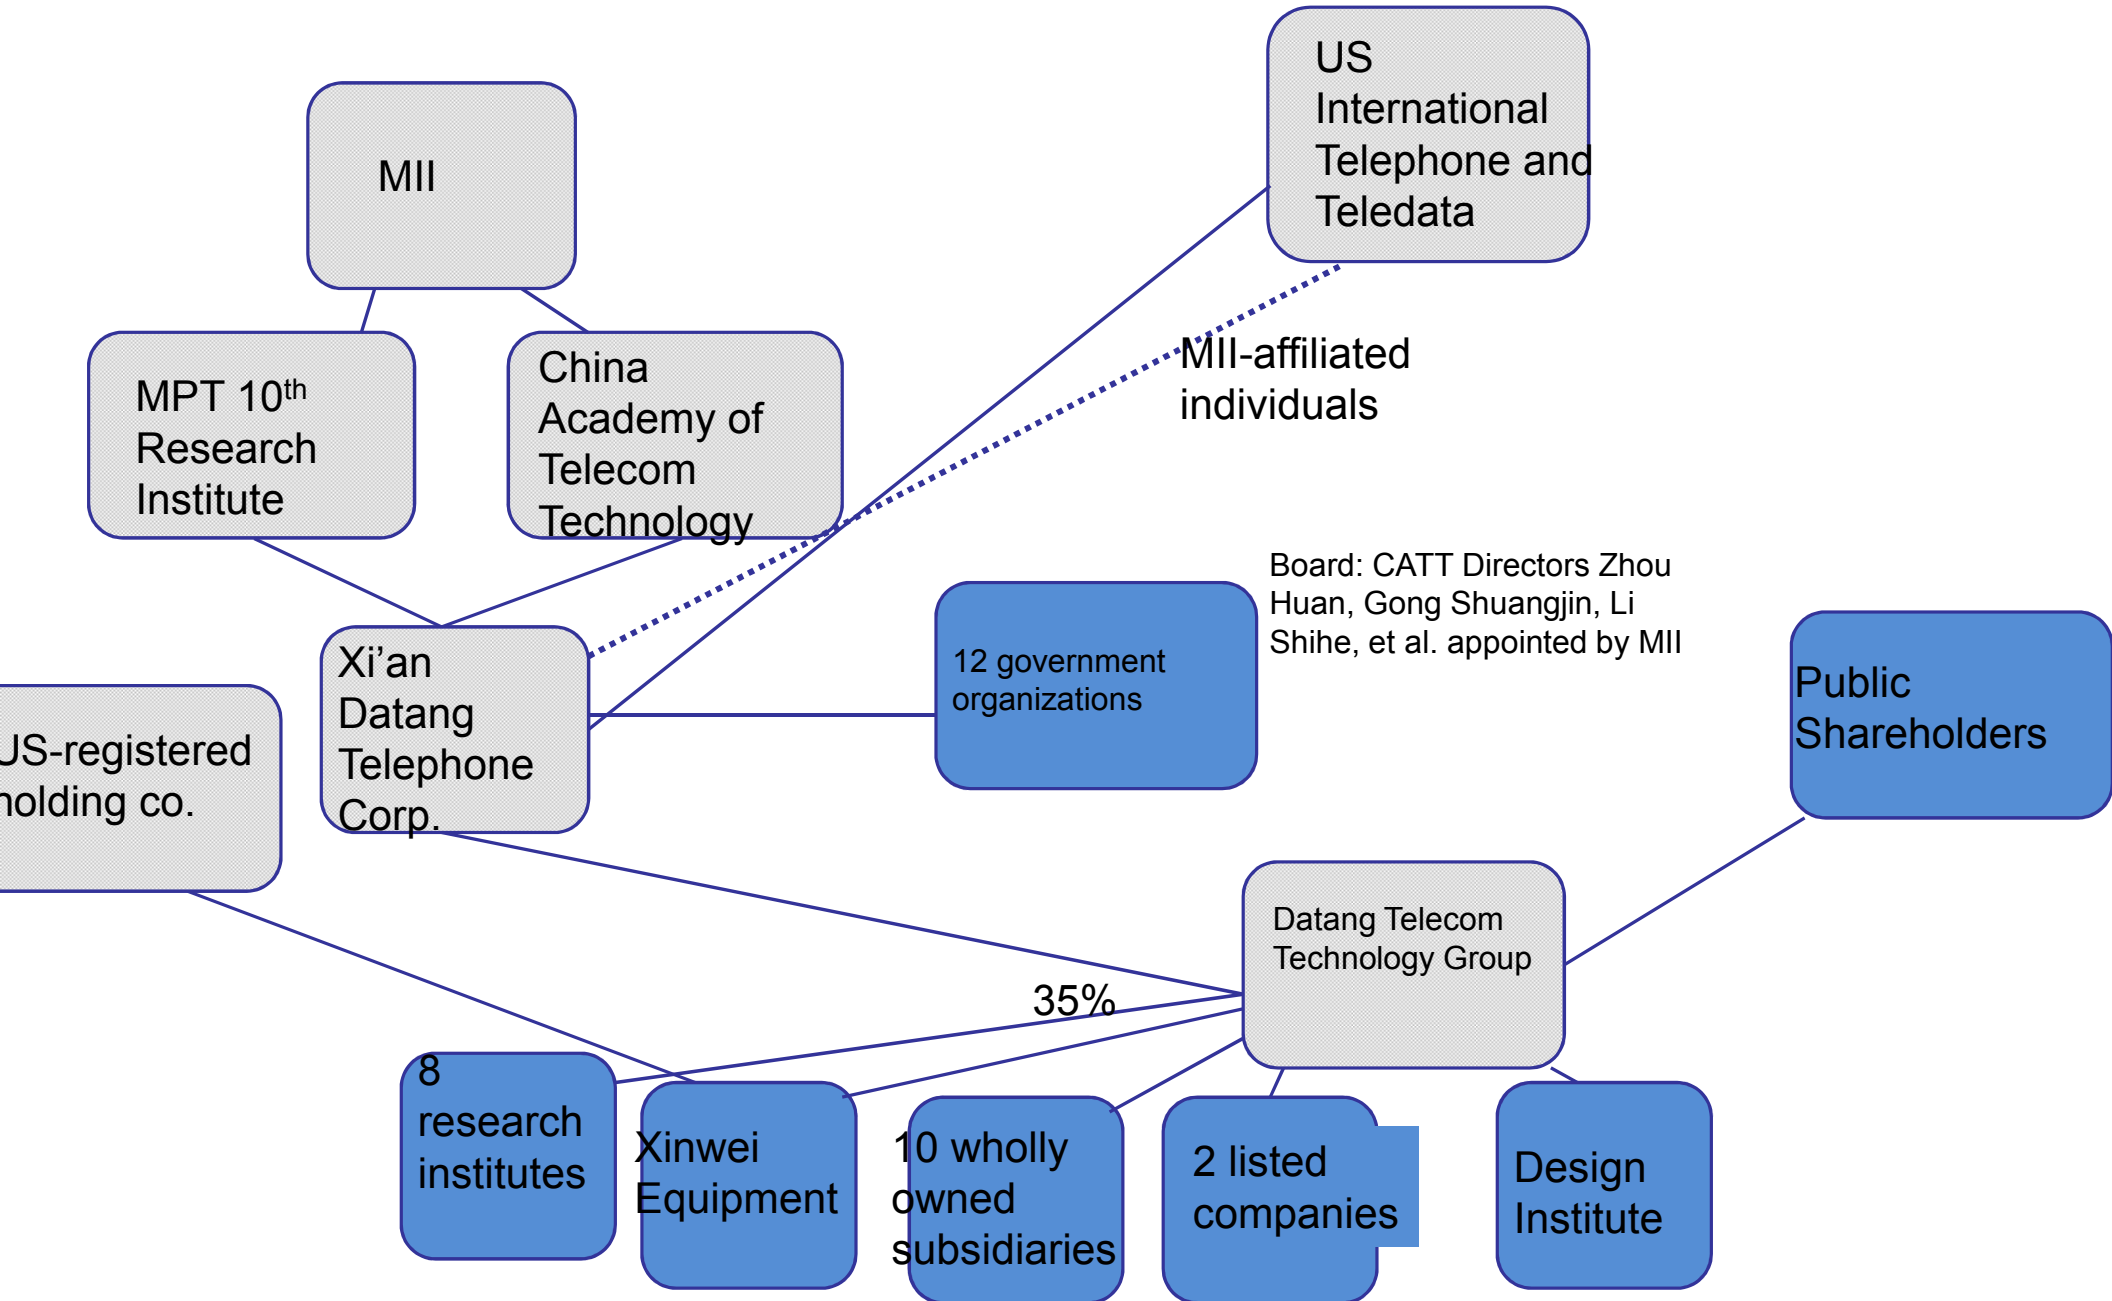 US
International
Telephone and
Teledata
MII
MII-affiliated
individuals
MPT 10th
Research
Institute
China
Academy of
Telecom
Technology
Board: CATT Directors Zhou
Huan, Gong Shuangjin, Li
Shihe, et al. appointed by MII
12 government
organizations
Xi’an
Datang
Telephone
Corp.
Public
Shareholders
US-registered
holding co.
Datang Telecom
Technology Group
35%
8
research
institutes
Xinwei
Equipment
10 wholly
owned
subsidiaries
2 listed
companies
Design
Institute